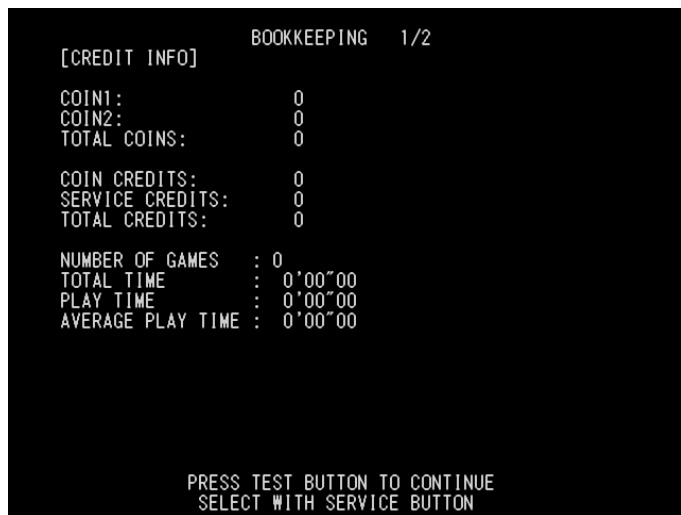 BOOKKEEPING 1/2
[CREDIT INFO]
COIN1: 0
COIN2: 0
TOTAL COINS: 0
COIN CREDITS: 0
SERVICE CREDITS: 0
TOTAL CREDITS: 0
NUMBER OF GAMES : 0
TOTAL TIME : 0'00"00
PLAY TIME : 0'00"00
AVERAGE PLAY TIME : 0'00"00
PRESS TEST BUTTON TO CONTINUE
SELECT WITH SERVICE BUTTON